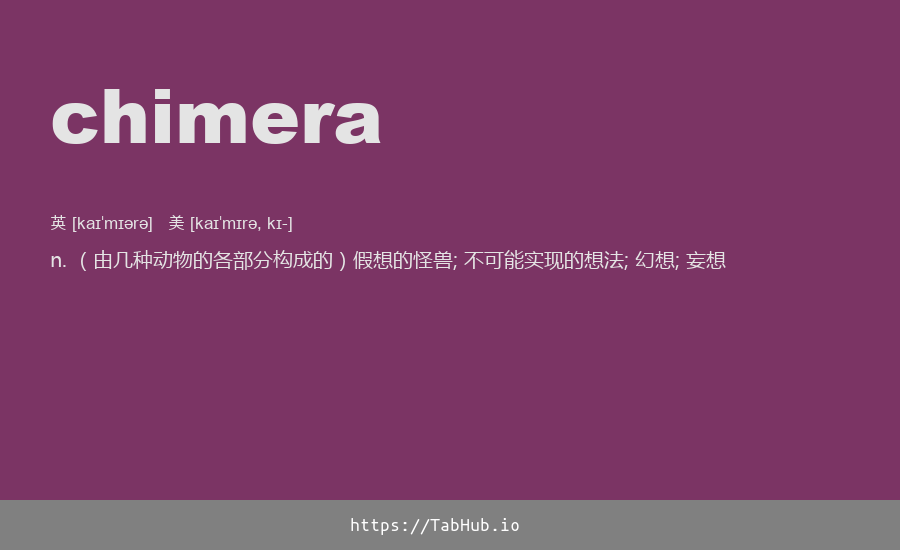 chimera
英 [kaɪˈmɪərə] 美 [kaɪˈmɪrə, kɪ-]
n. （由几种动物的各部分构成的）假想的怪兽; 不可能实现的想法; 幻想; 妄想
https://TabHub.io